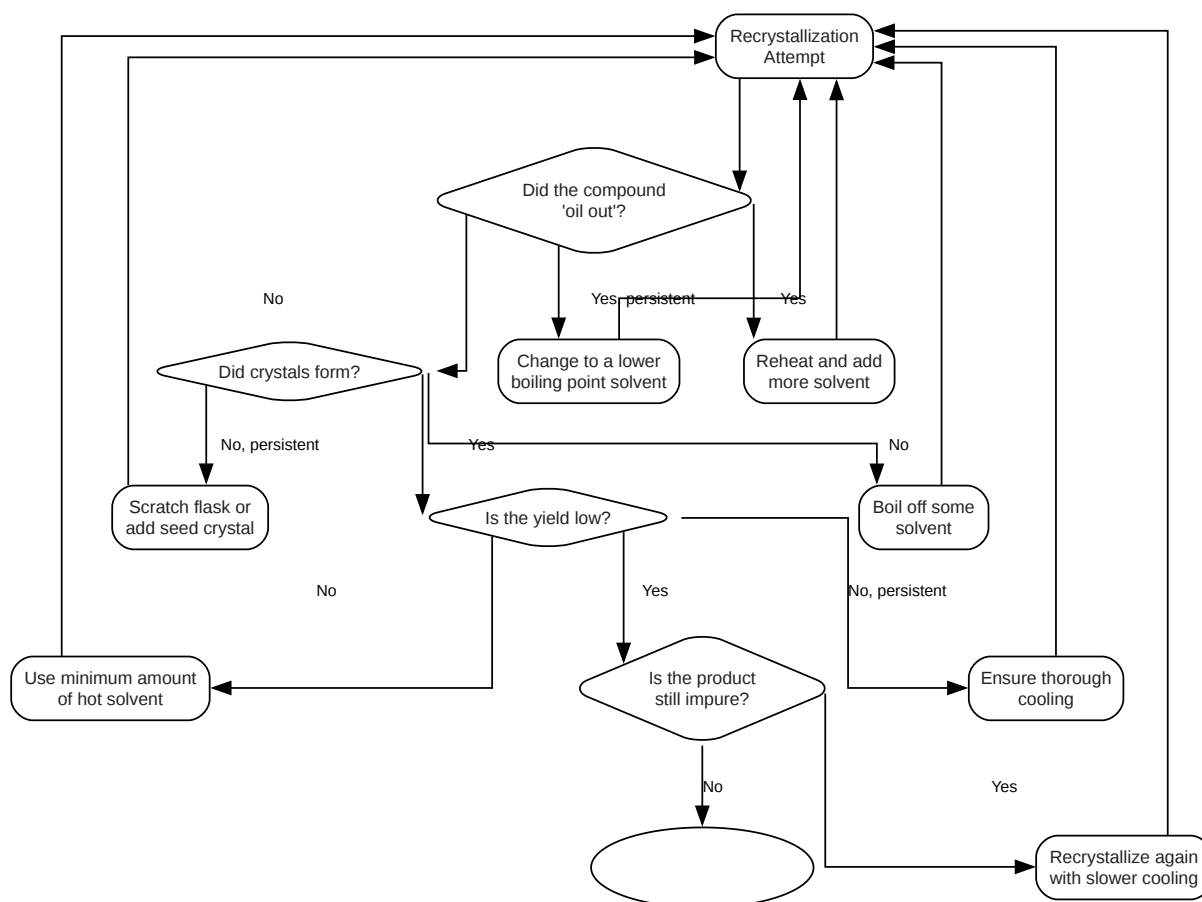 Recrystallization
Attempt
Did the compound
'oil out'?
No
Yes, persistent
Yes
Did crystals form?
Change to a lower
boiling point solvent
Reheat and add
more solvent
No, persistent
Yes
No
Scratch flask or
add seed crystal
Is the yield low?
Boil off some
solvent
No
Yes
No, persistent
Use minimum amount
of hot solvent
Is the product
still impure?
Ensure thorough
cooling
No
Yes
Recrystallize again
with slower cooling